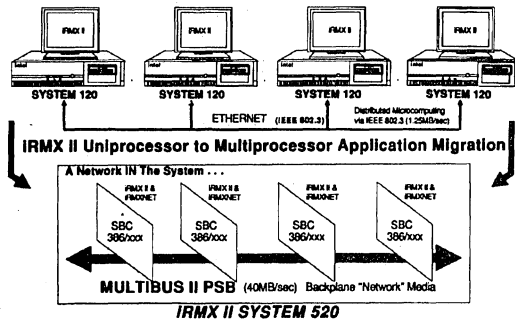 iRMX II iRMX II iRMX II iRMX II
intel intel intel intel
SYSTEM 120 SYSTEM 120 SYSTEM 120 SYSTEM 120
ETHERNET (IEEE 802.3)
Distributed Microcomputing
via IEEE 802.3 (1.25MB/sec)
iRMX II Uniprocessor to Multiprocessor Application Migration
A Network IN The System . . .
iRMX II & iRMX II & iRMX II & iRMX II &
iRMXNET iRMXNET iRMXNET iRMXNET
SBC SBC SBC SBC
386/xxx 386/xxx 386/xxx 386/xxx
MULTIBUS II PSB (40MB/sec) Backplane "Network" Media
iRMX II SYSTEM 520